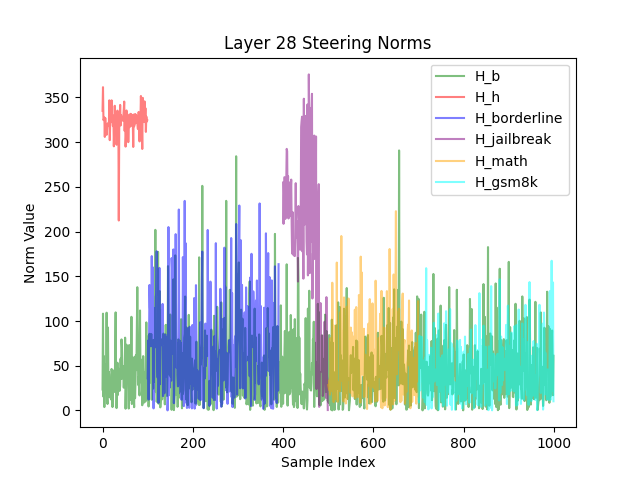 Layer 28 Steering Norms
H_b
H_h
H_borderline
H_jailbreak
H_math
H_gsm8k
Norm Value
350
300
250
200
150
100
50
0
0 200 400 600 800 1000
Sample Index